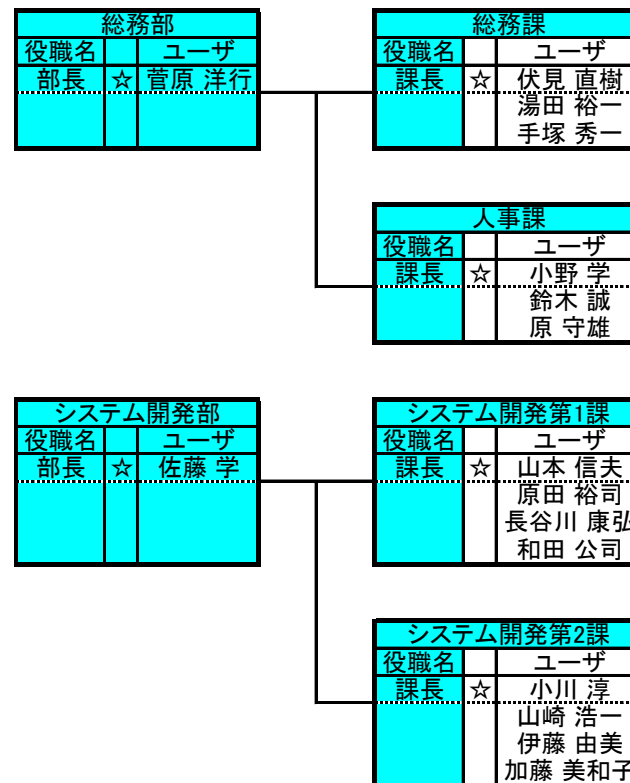 総務部
役職名 ユーザ
部長 ☆ 菅原 洋行
総務課
役職名 ユーザ
課長 ☆ 伏見 直樹
湯田 裕一
手塚 秀一
人事課
役職名 ユーザ
課長 ☆ 小野 学
鈴木 誠
原 守雄
システム開発部
役職名 ユーザ
部長 ☆ 佐藤 学
システム開発第1課
役職名 ユーザ
課長 ☆ 山本 信夫
原田 裕司
長谷川 康弘
和田 公司
システム開発第2課
役職名 ユーザ
課長 ☆ 小川 淳
山崎 浩一
伊藤 由美
加藤 美和子